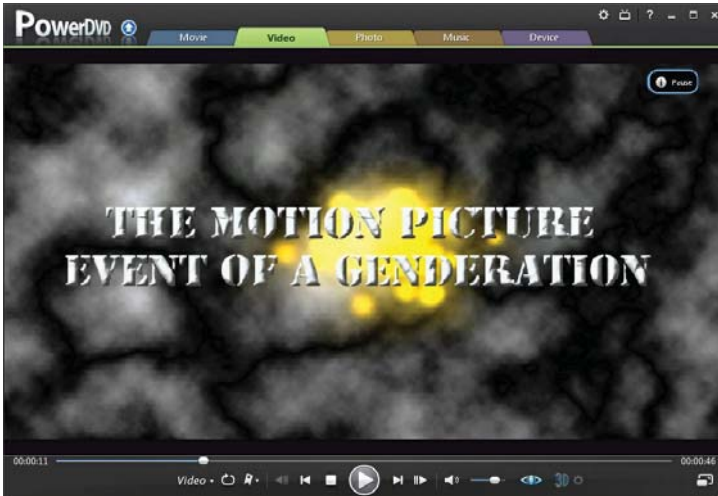 PowerDVD
Movie Video Photo Music Device
Pause
THE MOTION PICTURE
EVENT OF A GENDERATION
00:00:11 00:00:46
Video 3D